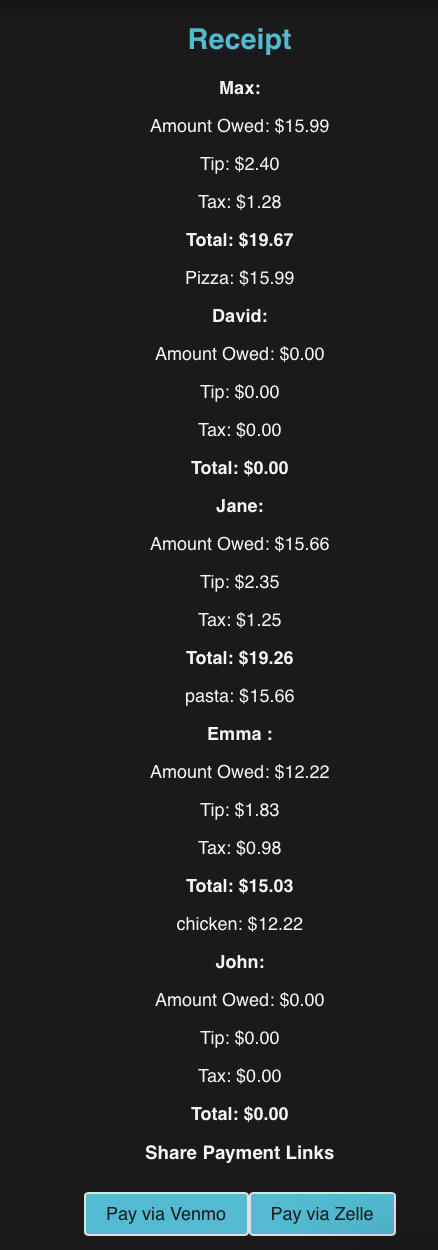 Receipt
Max:
Amount Owed: $15.99
Tip: $2.40
Tax: $1.28
Total: $19.67
Pizza: $15.99
David:
Amount Owed: $0.00
Tip: $0.00
Tax: $0.00
Total: $0.00
Jane:
Amount Owed: $15.66
Tip: $2.35
Tax: $1.25
Total: $19.26
pasta: $15.66
Emma :
Amount Owed: $12.22
Tip: $1.83
Tax: $0.98
Total: $15.03
chicken: $12.22
John:
Amount Owed: $0.00
Tip: $0.00
Tax: $0.00
Total: $0.00
Share Payment Links
Pay via Venmo Pay via Zelle